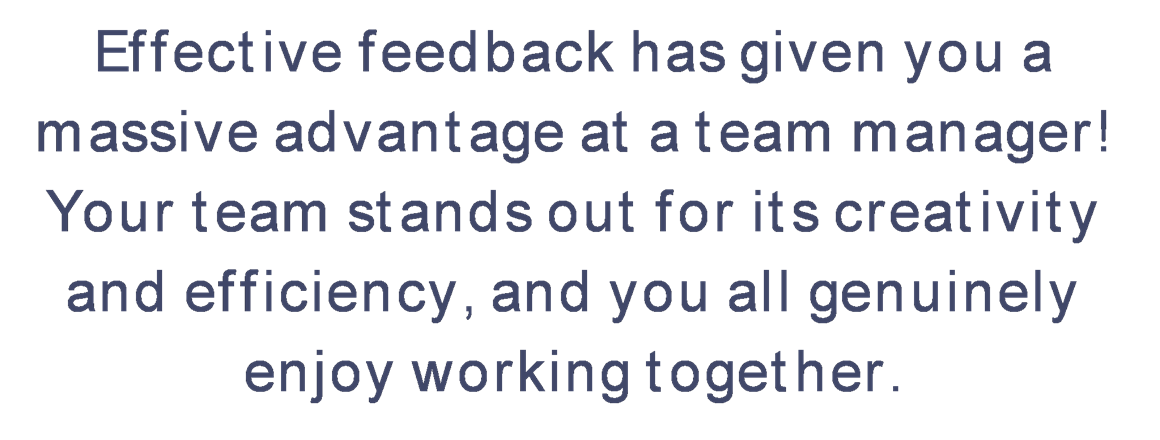 Effective feedback has given you a
massive advantage at a team manager!
Your team stands out for its creativity
and efficiency, and you all genuinely
enjoy working together.